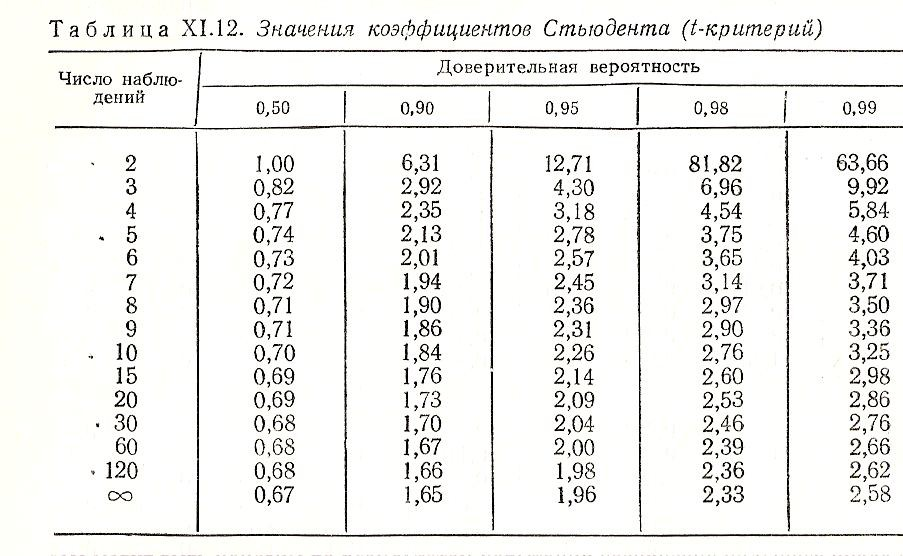 Таблица XI.12. Значения коэффициентов Стьюдента (t-критерий)
Число наблю-
дений
Доверительная вероятность
0,50 0,90 0,95 0,98 0,99
2 1,00 6,31 12,71 81,82 63,66
3 0,82 2,92 4,30 6,96 9,92
4 0,77 2,35 3,18 4,54 5,84
5 0,74 2,13 2,78 3,75 4,60
6 0,73 2,01 2,57 3,65 4,03
7 0,72 1,94 2,45 3,14 3,71
8 0,71 1,90 2,36 2,97 3,50
9 0,71 1,86 2,31 2,90 3,36
10 0,70 1,84 2,26 2,76 3,25
15 0,69 1,76 2,14 2,60 2,98
20 0,69 1,73 2,09 2,53 2,86
30 0,68 1,70 2,04 2,46 2,76
60 0,68 1,67 2,00 2,39 2,66
120 0,68 1,66 1,98 2,36 2,62
∞ 0,67 1,65 1,96 2,33 2,58